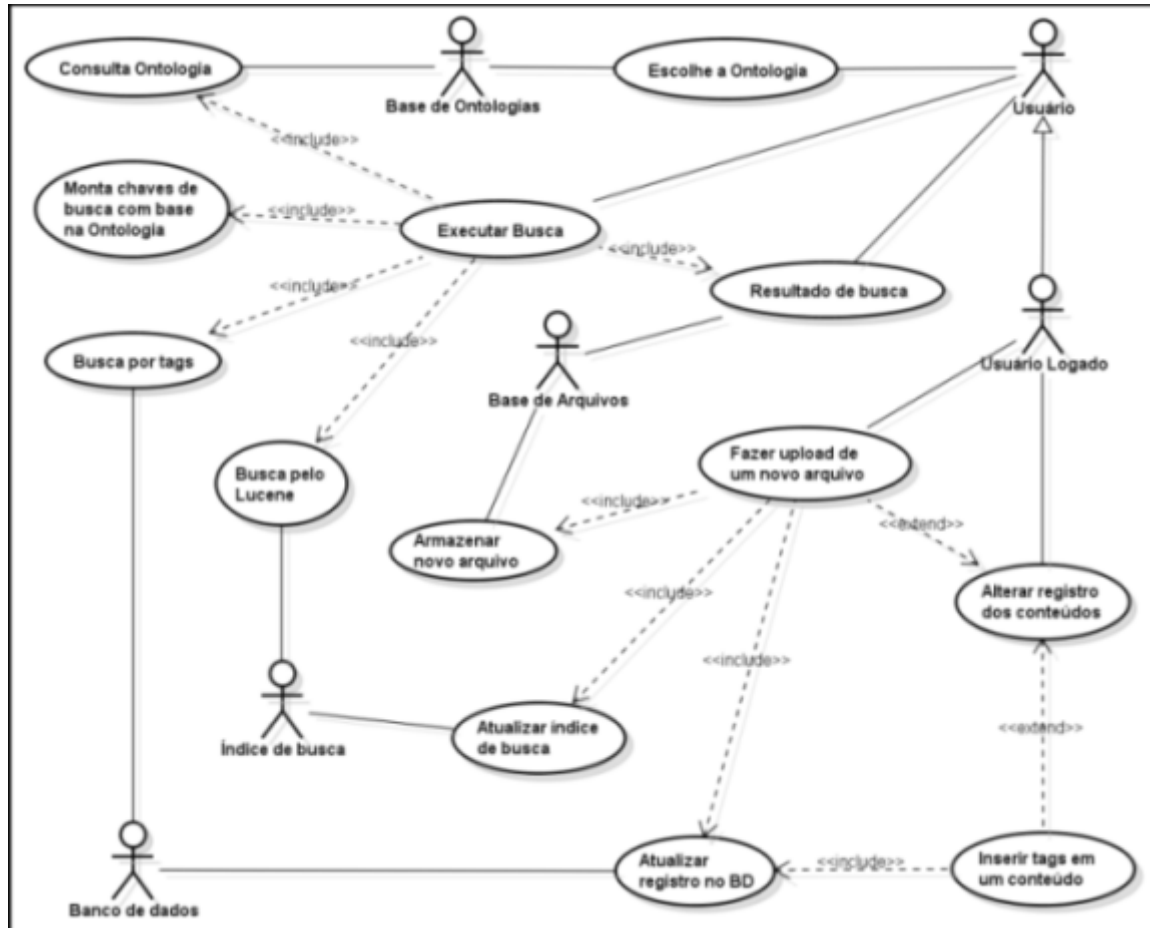 Consulta Ontologia
Base de Ontologias
Escolhe a Ontologia
Usuário
<<include>>
Monta chaves de
busca com base
na Ontologia
<<include>>
Executar Busca
<<include>>
Resultado de busca
<<include>>
<<include>>
Busca por tags
Base de Arquivos
Usuário Logado
Busca pelo
Lucene
Fazer upload de
um novo arquivo
<<include>>
<<extend>>
Armazenar
novo arquivo
<<include>>
Alterar registro
dos conteúdos
<<include>>
Índice de busca
Atualizar índice
de busca
<<extend>>
Banco de dados
Atualizar
registro no BD
<<include>>
Inserir tags em
um conteúdo